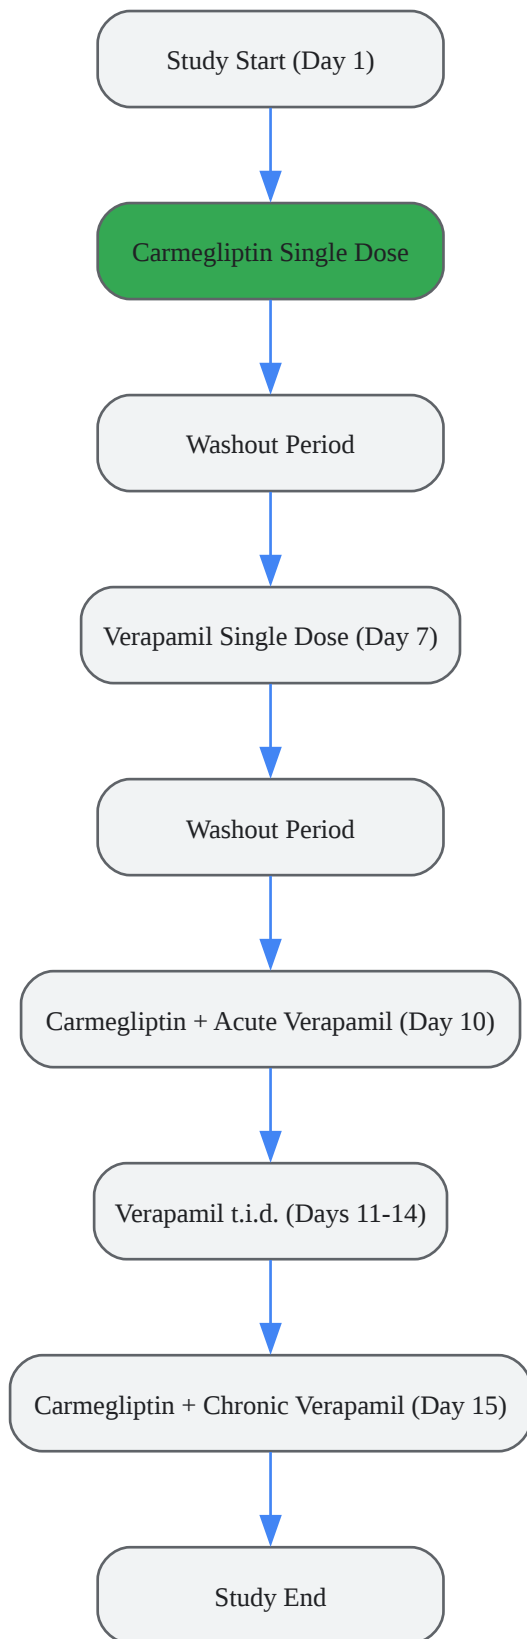 Study Start (Day 1)
Carmegliptin Single Dose
Washout Period
Verapamil Single Dose (Day 7)
Washout Period
Carmegliptin + Acute Verapamil (Day 10)
Verapamil t.i.d. (Days 11-14)
Carmegliptin + Chronic Verapamil (Day 15)
Study End